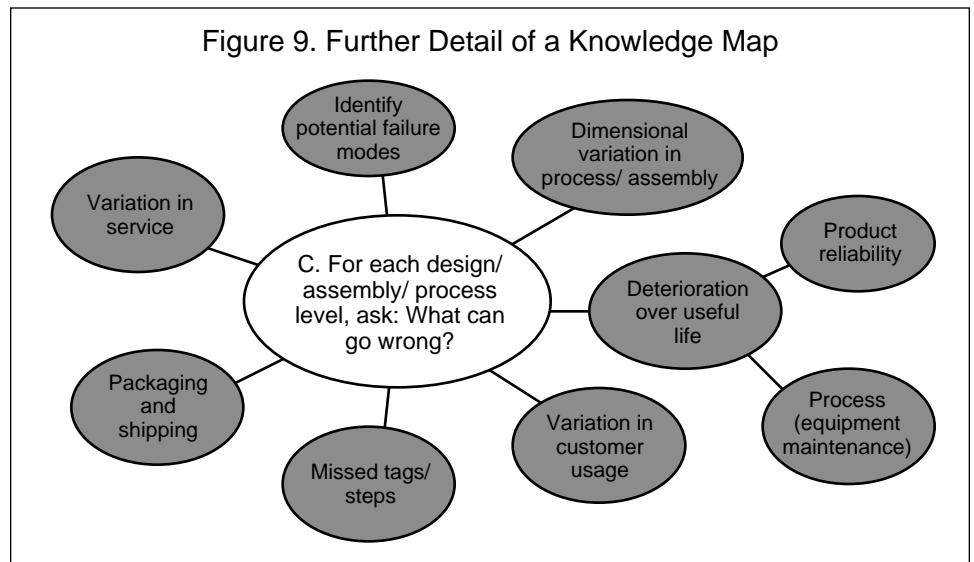 Figure 9. Further Detail of a Knowledge Map
Identify
potential failure
modes
Dimensional
variation in
process/ assembly
Variation in
service
Product
reliability
C. For each design/
assembly/ process
level, ask: What can
go wrong?
Deterioration
over useful
life
Packaging
and
shipping
Process
(equipment
maintenance)
Variation in
customer
usage
Missed tags/
steps